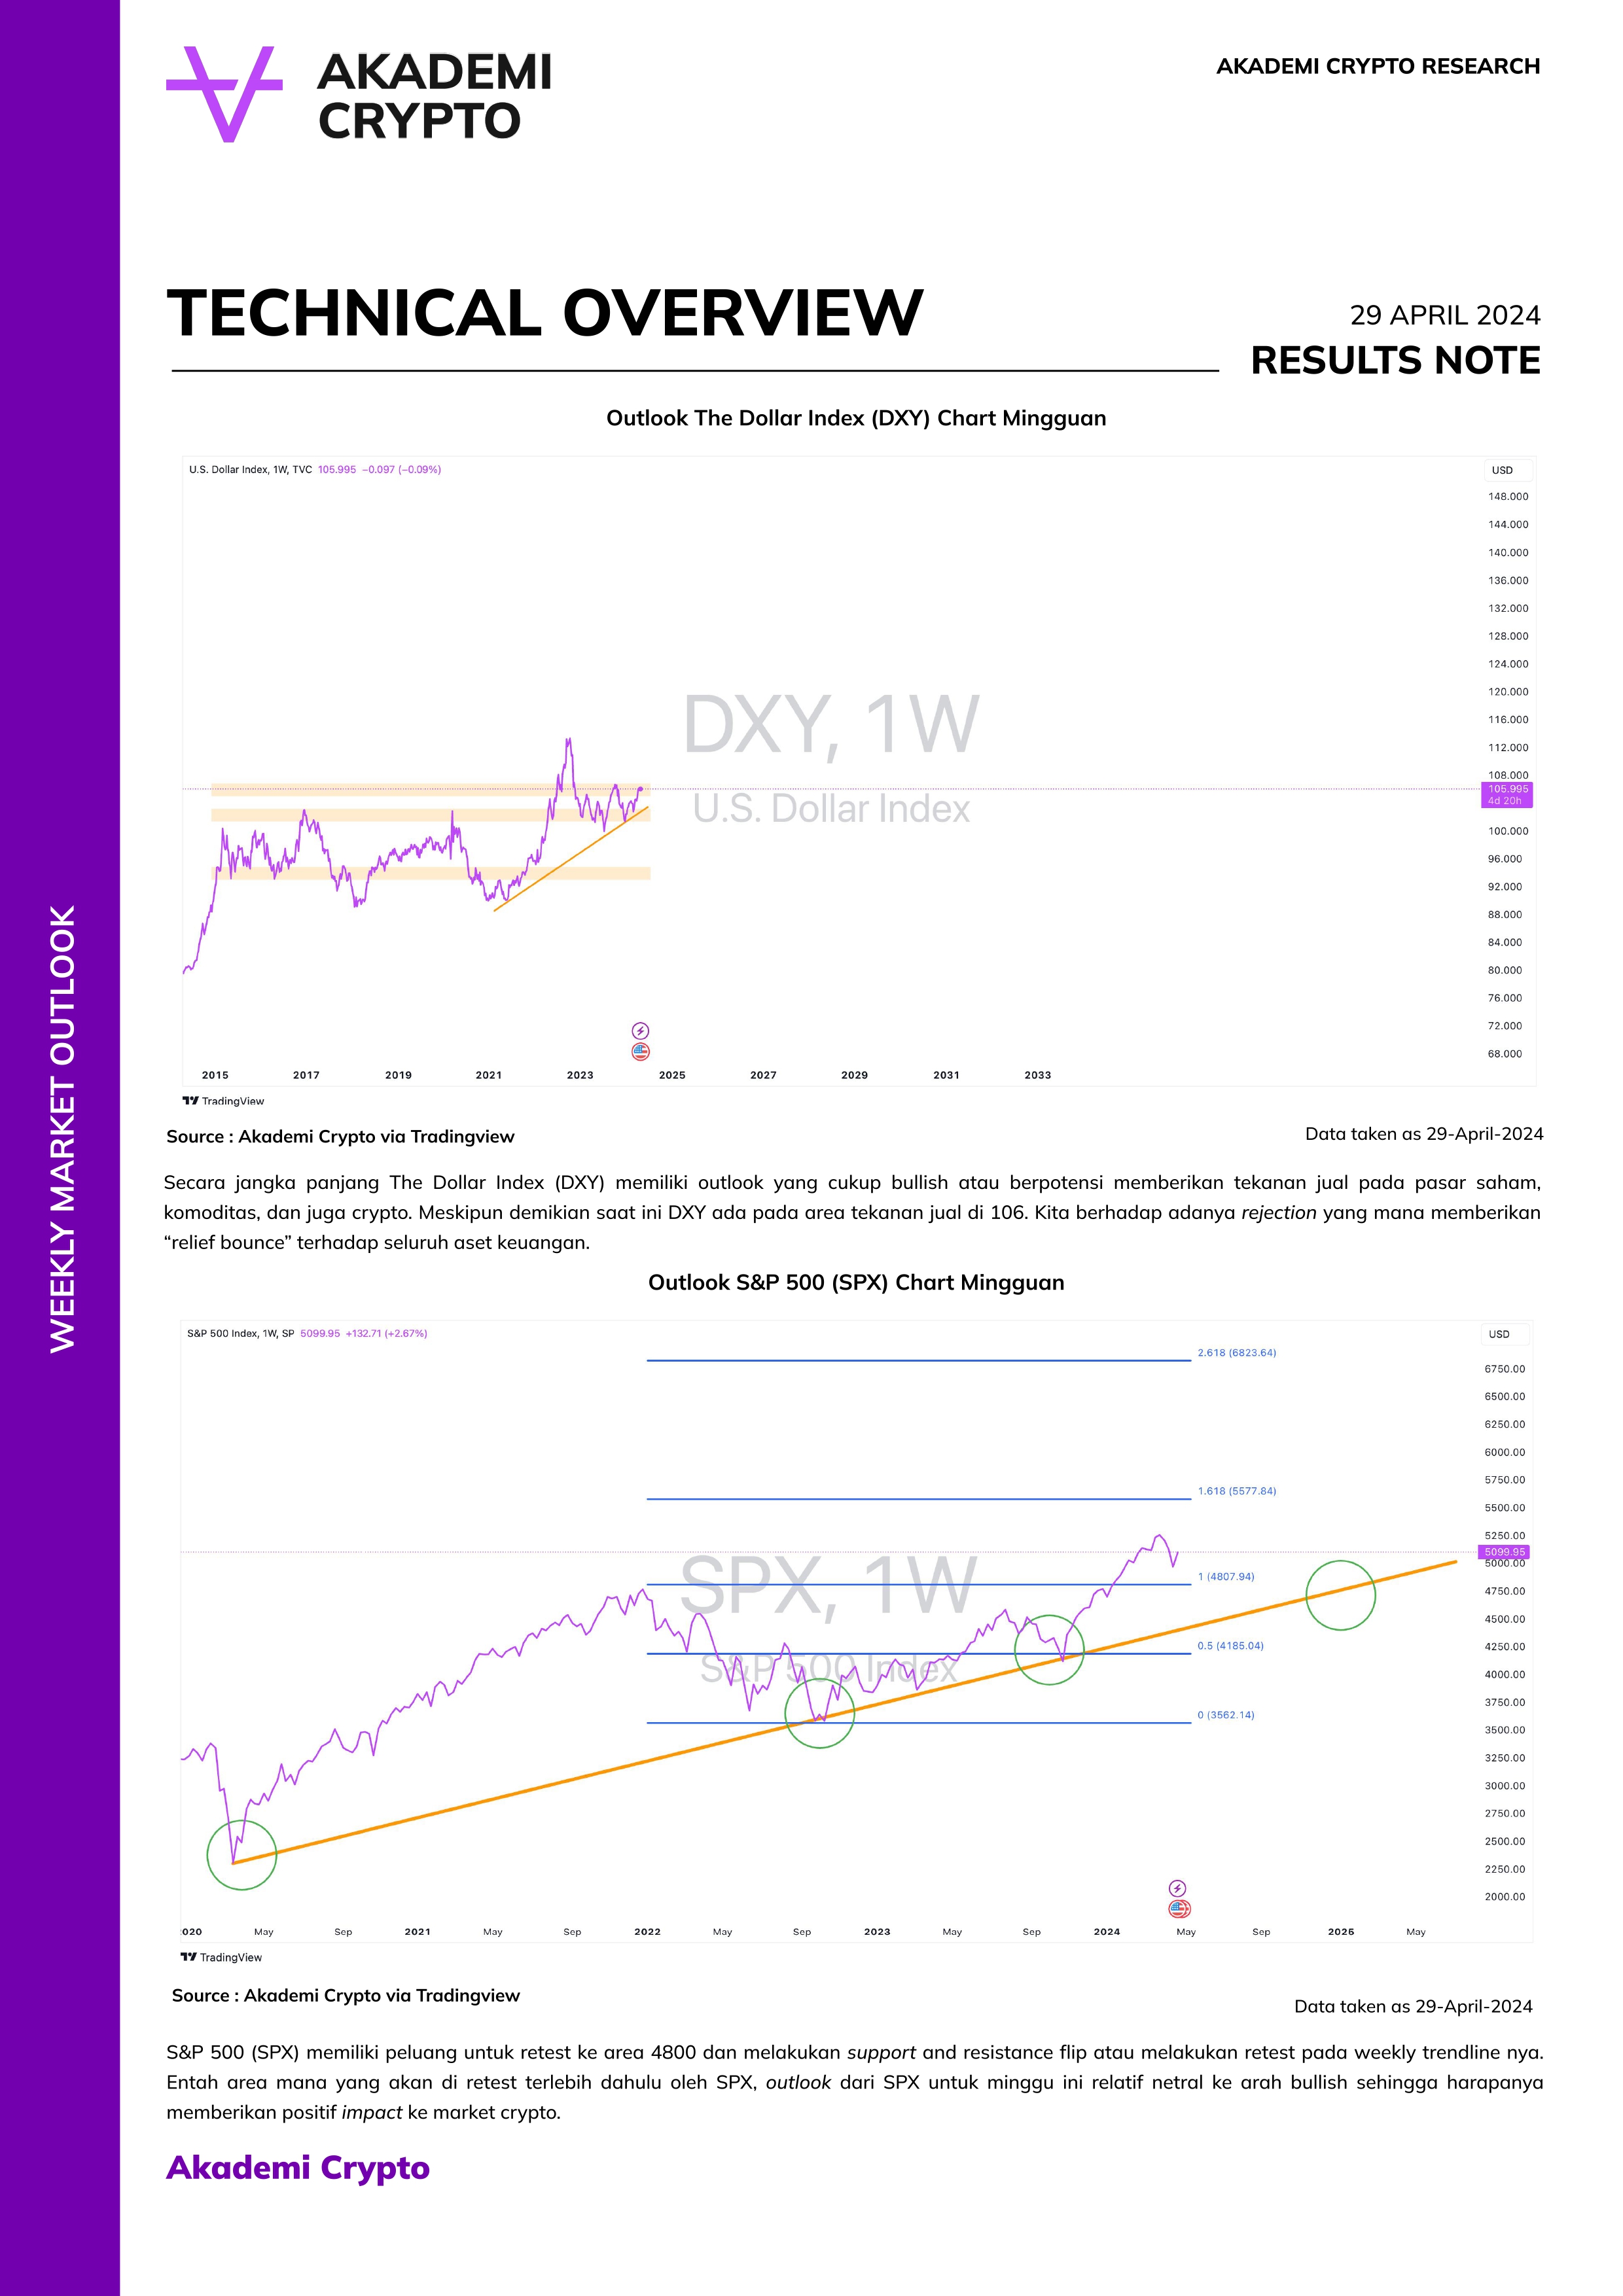 AKADEMI
CRYPTO
AKADEMI CRYPTO RESEARCH
TECHNICAL OVERVIEW
29 APRIL 2024
RESULTS NOTE
WEEKLY MARKET OUTLOOK
Outlook The Dollar Index (DXY) Chart Mingguan
U.S. Dollar Index, 1W, TVC 105.995 −0.097 (−0.09%)
USD
148.000
144.000
140.000
136.000
132.000
128.000
124.000
120.000
116.000
112.000
108.000
105.995
4d 20h
100.000
96.000
92.000
88.000
84.000
80.000
76.000
72.000
68.000
DXY, 1W
U.S. Dollar Index
2015 2017 2019 2021 2023 2025 2027 2029 2031 2033
TradingView
Source : Akademi Crypto via Tradingview
Data taken as 29-April-2024
Secara jangka panjang The Dollar Index (DXY) memiliki outlook yang cukup bullish atau berpotensi memberikan tekanan jual pada pasar saham,
komoditas, dan juga crypto. Meskipun demikian saat ini DXY ada pada area tekanan jual di 106. Kita berhadap adanya rejection yang mana memberikan
“relief bounce” terhadap seluruh aset keuangan.
Outlook S&P 500 (SPX) Chart Mingguan
S&P 500 Index, 1W, SP 5099.95 +132.71 (+2.67%)
USD
2.618 (6823.64)
1.618 (5577.84)
1 (4807.94)
0.5 (4185.04)
0 (3562.14)
6750.00
6500.00
6250.00
6000.00
5750.00
5500.00
5250.00
5099.95
5000.00
4750.00
4500.00
4250.00
4000.00
3750.00
3500.00
3250.00
3000.00
2750.00
2500.00
2250.00
2000.00
SPX, 1W
S&P 500 Index
:020 May Sep 2021 May Sep 2022 May Sep 2023 May Sep 2024 May Sep 2026 May
TradingView
Source : Akademi Crypto via Tradingview
Data taken as 29-April-2024
S&P 500 (SPX) memiliki peluang untuk retest ke area 4800 dan melakukan support and resistance flip atau melakukan retest pada weekly trendline nya.
Entah area mana yang akan di retest terlebih dahulu oleh SPX, outlook dari SPX untuk minggu ini relatif netral ke arah bullish sehingga harapanya
memberikan positif impact ke market crypto.
Akademi Crypto